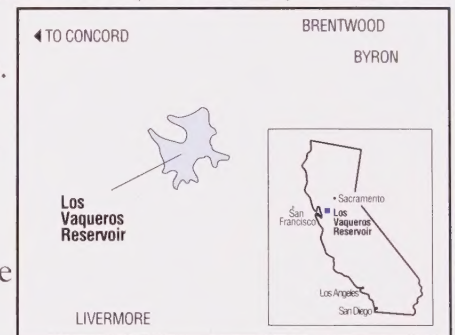 ◀ TO CONCORD
BRENTWOOD
BYRON
Los
Vaqueros
Reservoir
LIVERMORE
Sacramento
San
Francisco
Los
Vaqueros
Reservoir
Los Angeles
San Diego
e